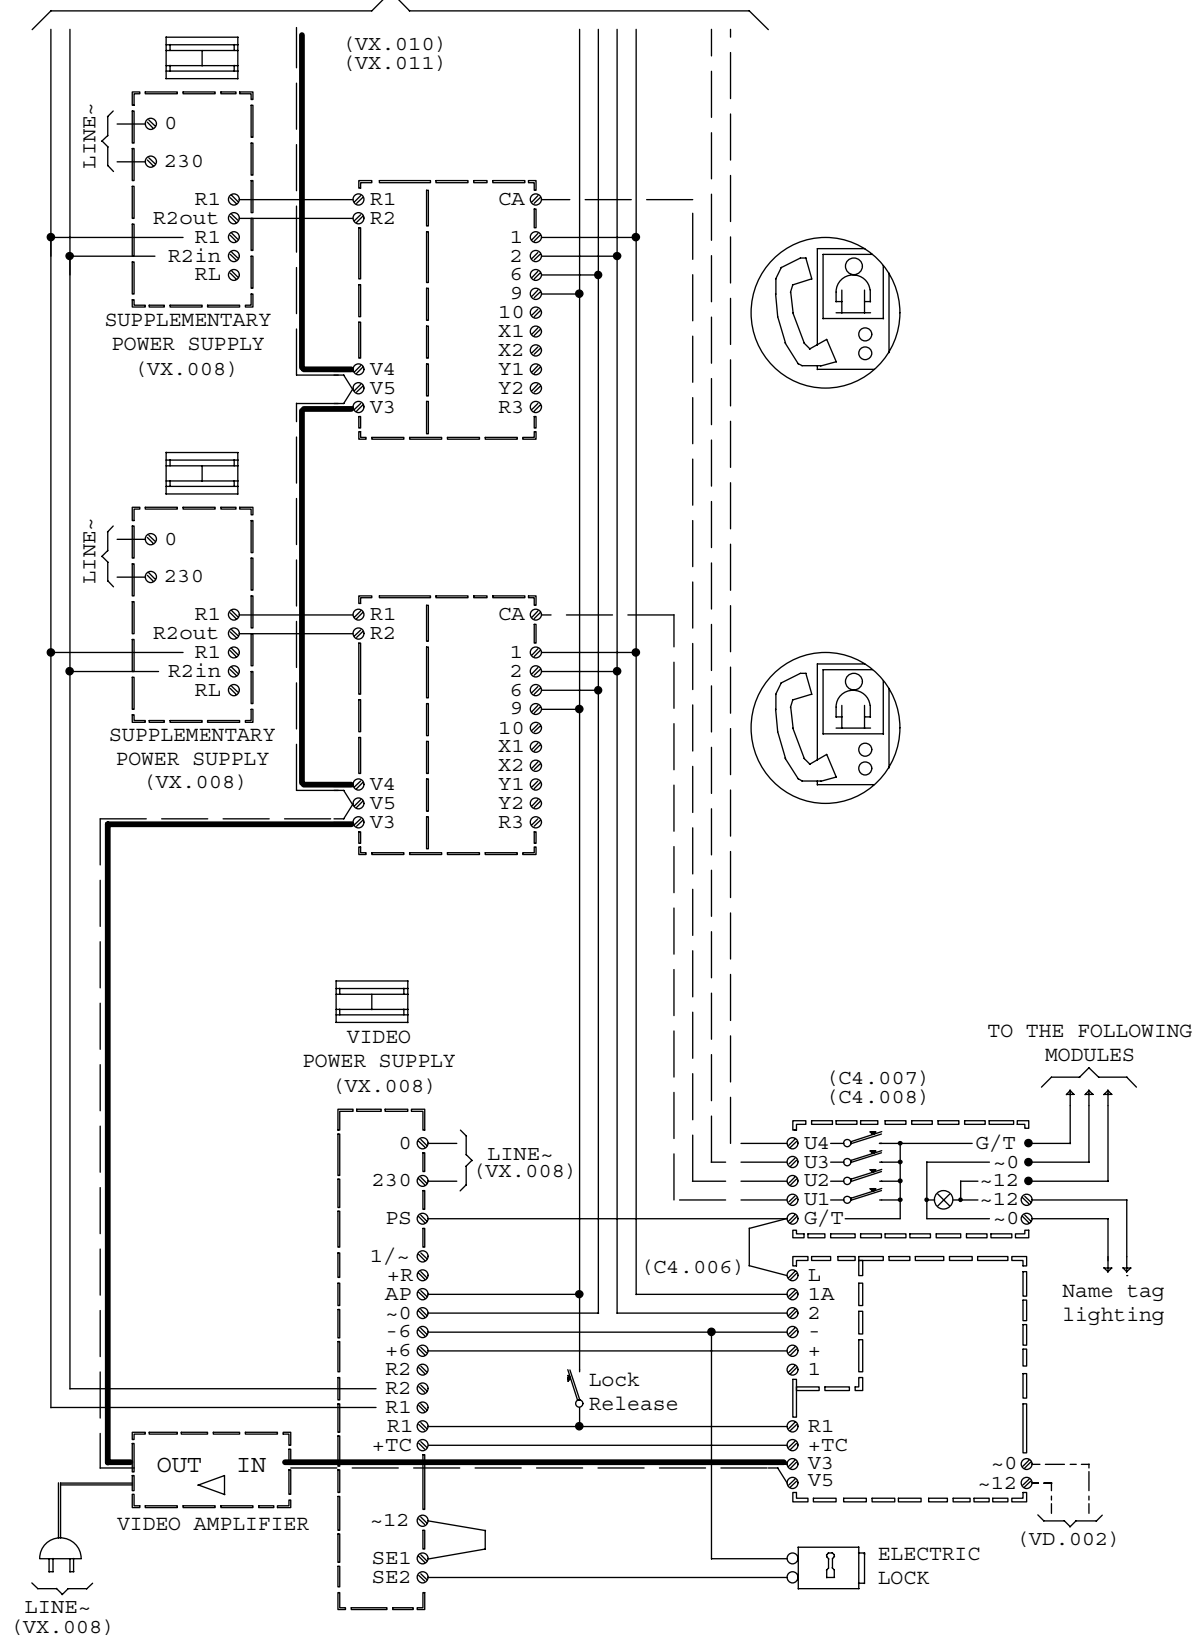 (VX.010)
(VX.011)
LINE~
0
230
R1
R2out
R1
R2in
RL
SUPPLEMENTARY
POWER SUPPLY
(VX.008)
R1
R2
V4
V5
V3
CA
1
2
6
9
10
X1
X2
Y1
Y2
R3
LINE~
0
230
R1
R2out
R1
R2in
RL
SUPPLEMENTARY
POWER SUPPLY
(VX.008)
R1
R2
V4
V5
V3
CA
1
2
6
9
10
X1
X2
Y1
Y2
R3
VIDEO
POWER SUPPLY
(VX.008)
0
230
LINE~
(VX.008)
PS
1/~
+R
AP
~0
-6
+6
R2
R2
R1
R1
+TC
~12
SE1
SE2
Lock
Release
OUT IN
VIDEO AMPLIFIER
LINE~
(VX.008)
TO THE FOLLOWING
MODULES
(C4.007)
(C4.008)
U4
U3
U2
U1
G/T
G/T
~0
~12
~12
~0
Name tag
lighting
(C4.006)
L
1A
2
-
+
1
R1
+TC
V3
V5
~0
~12
(VD.002)
ELECTRIC
LOCK